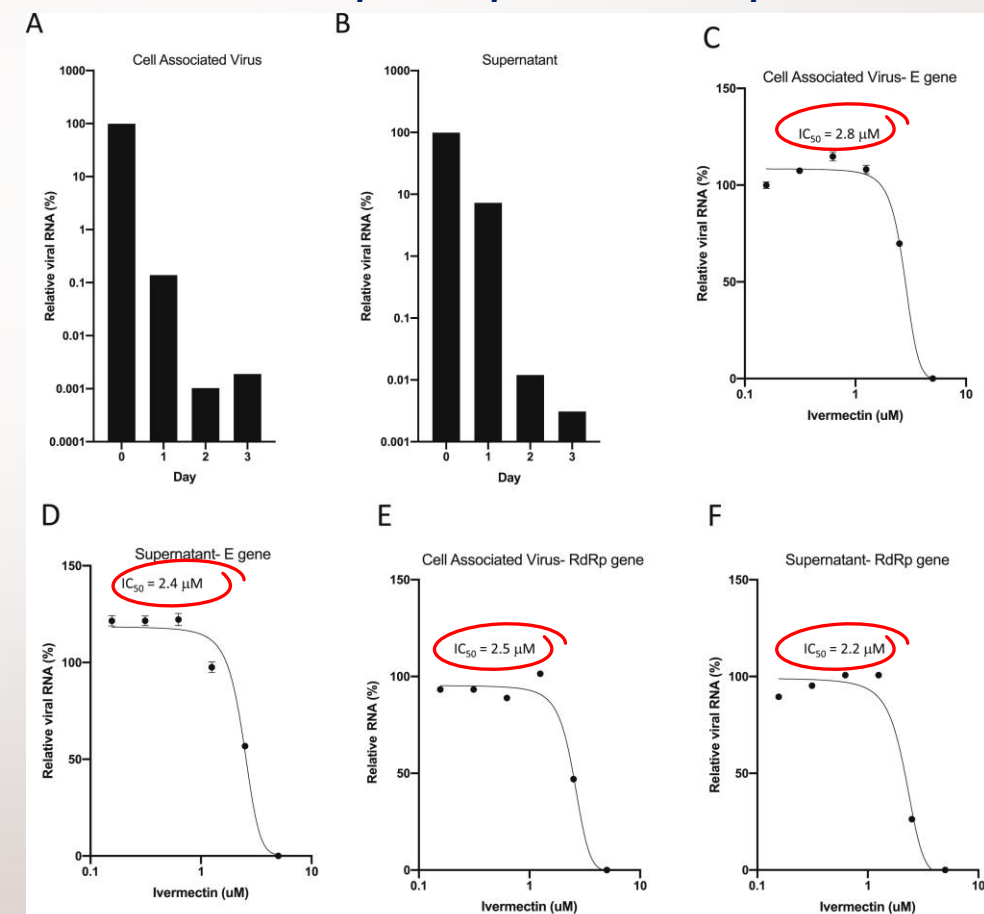 A
Cell Associated Virus
Relative viral RNA (%)
1000
100
10
1
0.1
0.01
0.001
0.0001
0 1 2 3
Day
B
Supernatant
Relative viral RNA (%)
1000
100
10
1
0.1
0.01
0.001
0 1 2 3
Day
C
Cell Associated Virus- E gene
IC50 = 2.8 µM
Relative viral RNA (%)
150
100
50
0
0.1 1 10
Ivermectin (uM)
D
Supernatant- E gene
IC50 = 2.4 µM
Relative viral RNA (%)
150
100
50
0
0.1 1 10
Ivermectin (uM)
E
Cell Associated Virus- RdRp gene
IC50 = 2.5 µM
Relative RNA (%)
150
100
50
0
0.1 1 10
Ivermectin (uM)
F
Supernatant- RdRp gene
IC50 = 2.2 µM
Relative viral RNA (%)
150
100
50
0
0.1 1 10
Ivermectin (uM)